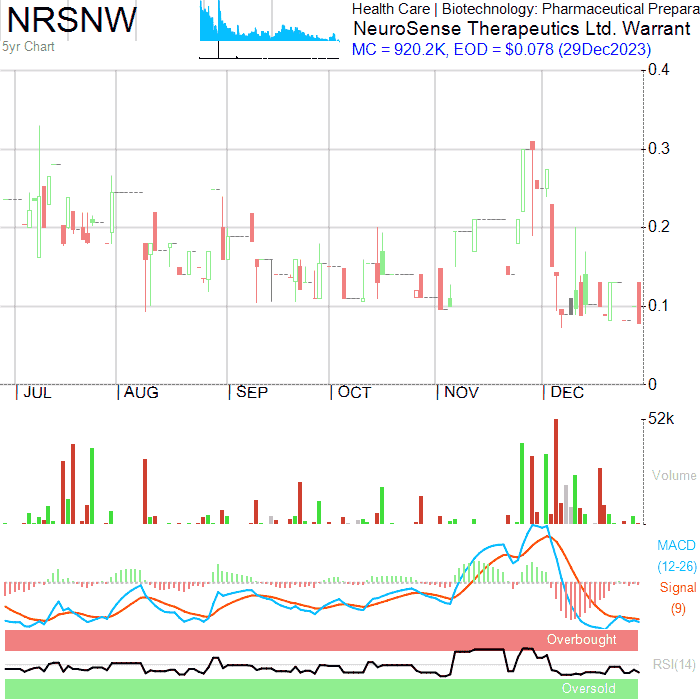 NRSNW
5yr Chart
Health Care | Biotechnology: Pharmaceutical Prepara
NeuroSense Therapeutics Ltd. Warrant
MC = 920.2K, EOD = $0.078 (29Dec2023)
0.4
0.3
0.2
0.1
0
JUL AUG SEP OCT NOV DEC
52k
Volume
MACD
(12-26)
Signal
(9)
Overbought
RSI(14)
Oversold